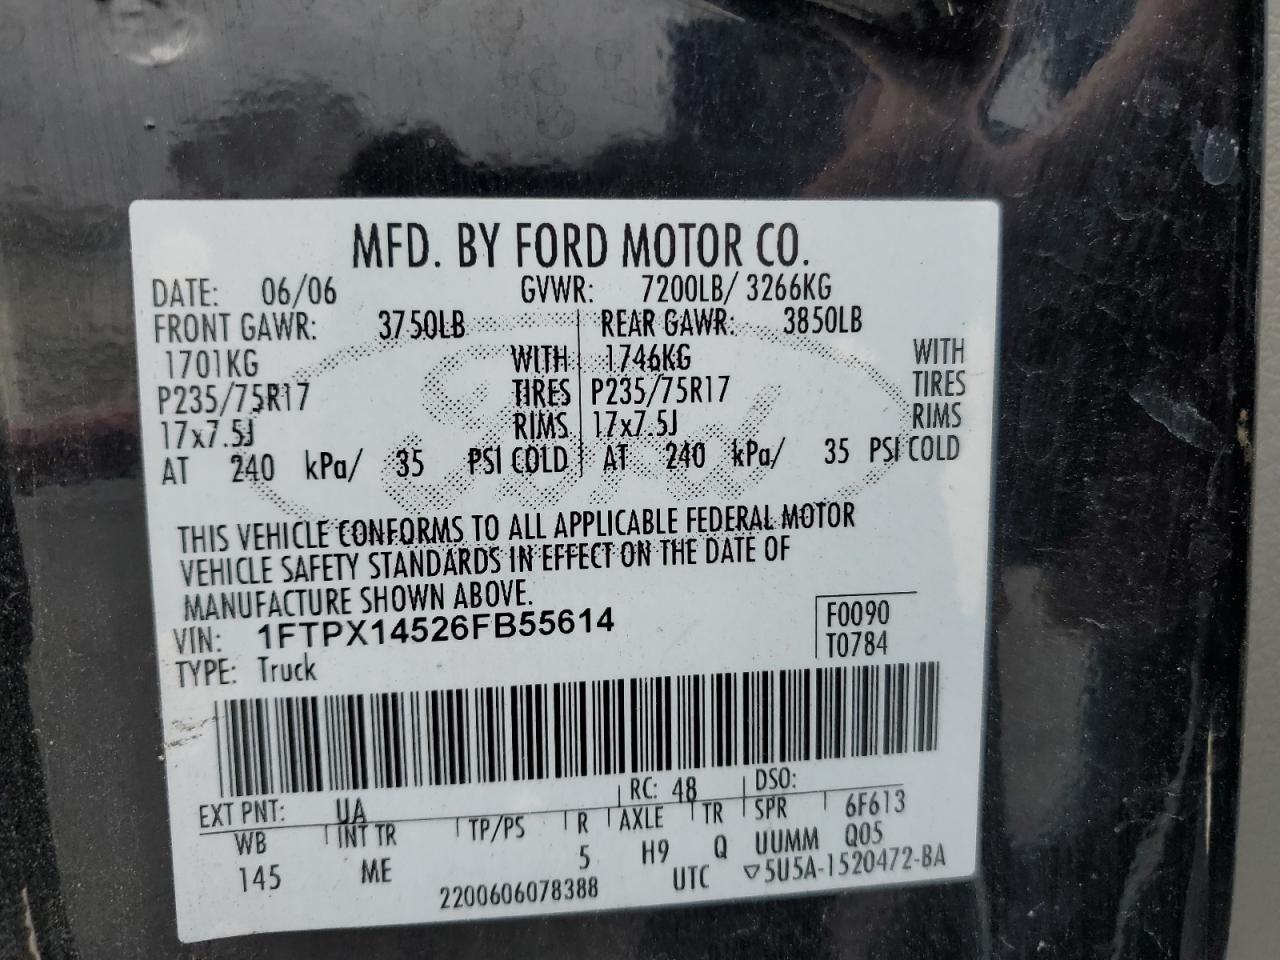 MFD. BY FORD MOTOR CO.
DATE: 06/06 GVWR: 7200LB/ 3266KG
FRONT GAWR: 3750LB REAR GAWR: 3850LB
1701KG WITH 1746KG WITH
P235/75R17 TIRES P235/75R17 TIRES
17x7.5J RIMS 17x7.5J RIMS
AT 240 kPa/ 35 PSI COLD AT 240 kPa/ 35 PSI COLD
THIS VEHICLE CONFORMS TO ALL APPLICABLE FEDERAL MOTOR
VEHICLE SAFETY STANDARDS IN EFFECT ON THE DATE OF
MANUFACTURE SHOWN ABOVE.
VIN: 1FTPX14526FB55614 F0090
TYPE: Truck T0784
EXT PNT: UA RC: 48 DSO:
WB INT TR TP/PS R AXLE TR SPR 6F613
145 ME 5 H9 Q UUMM Q05
2200606078388 UTC ▽5U5A-1520472-BA